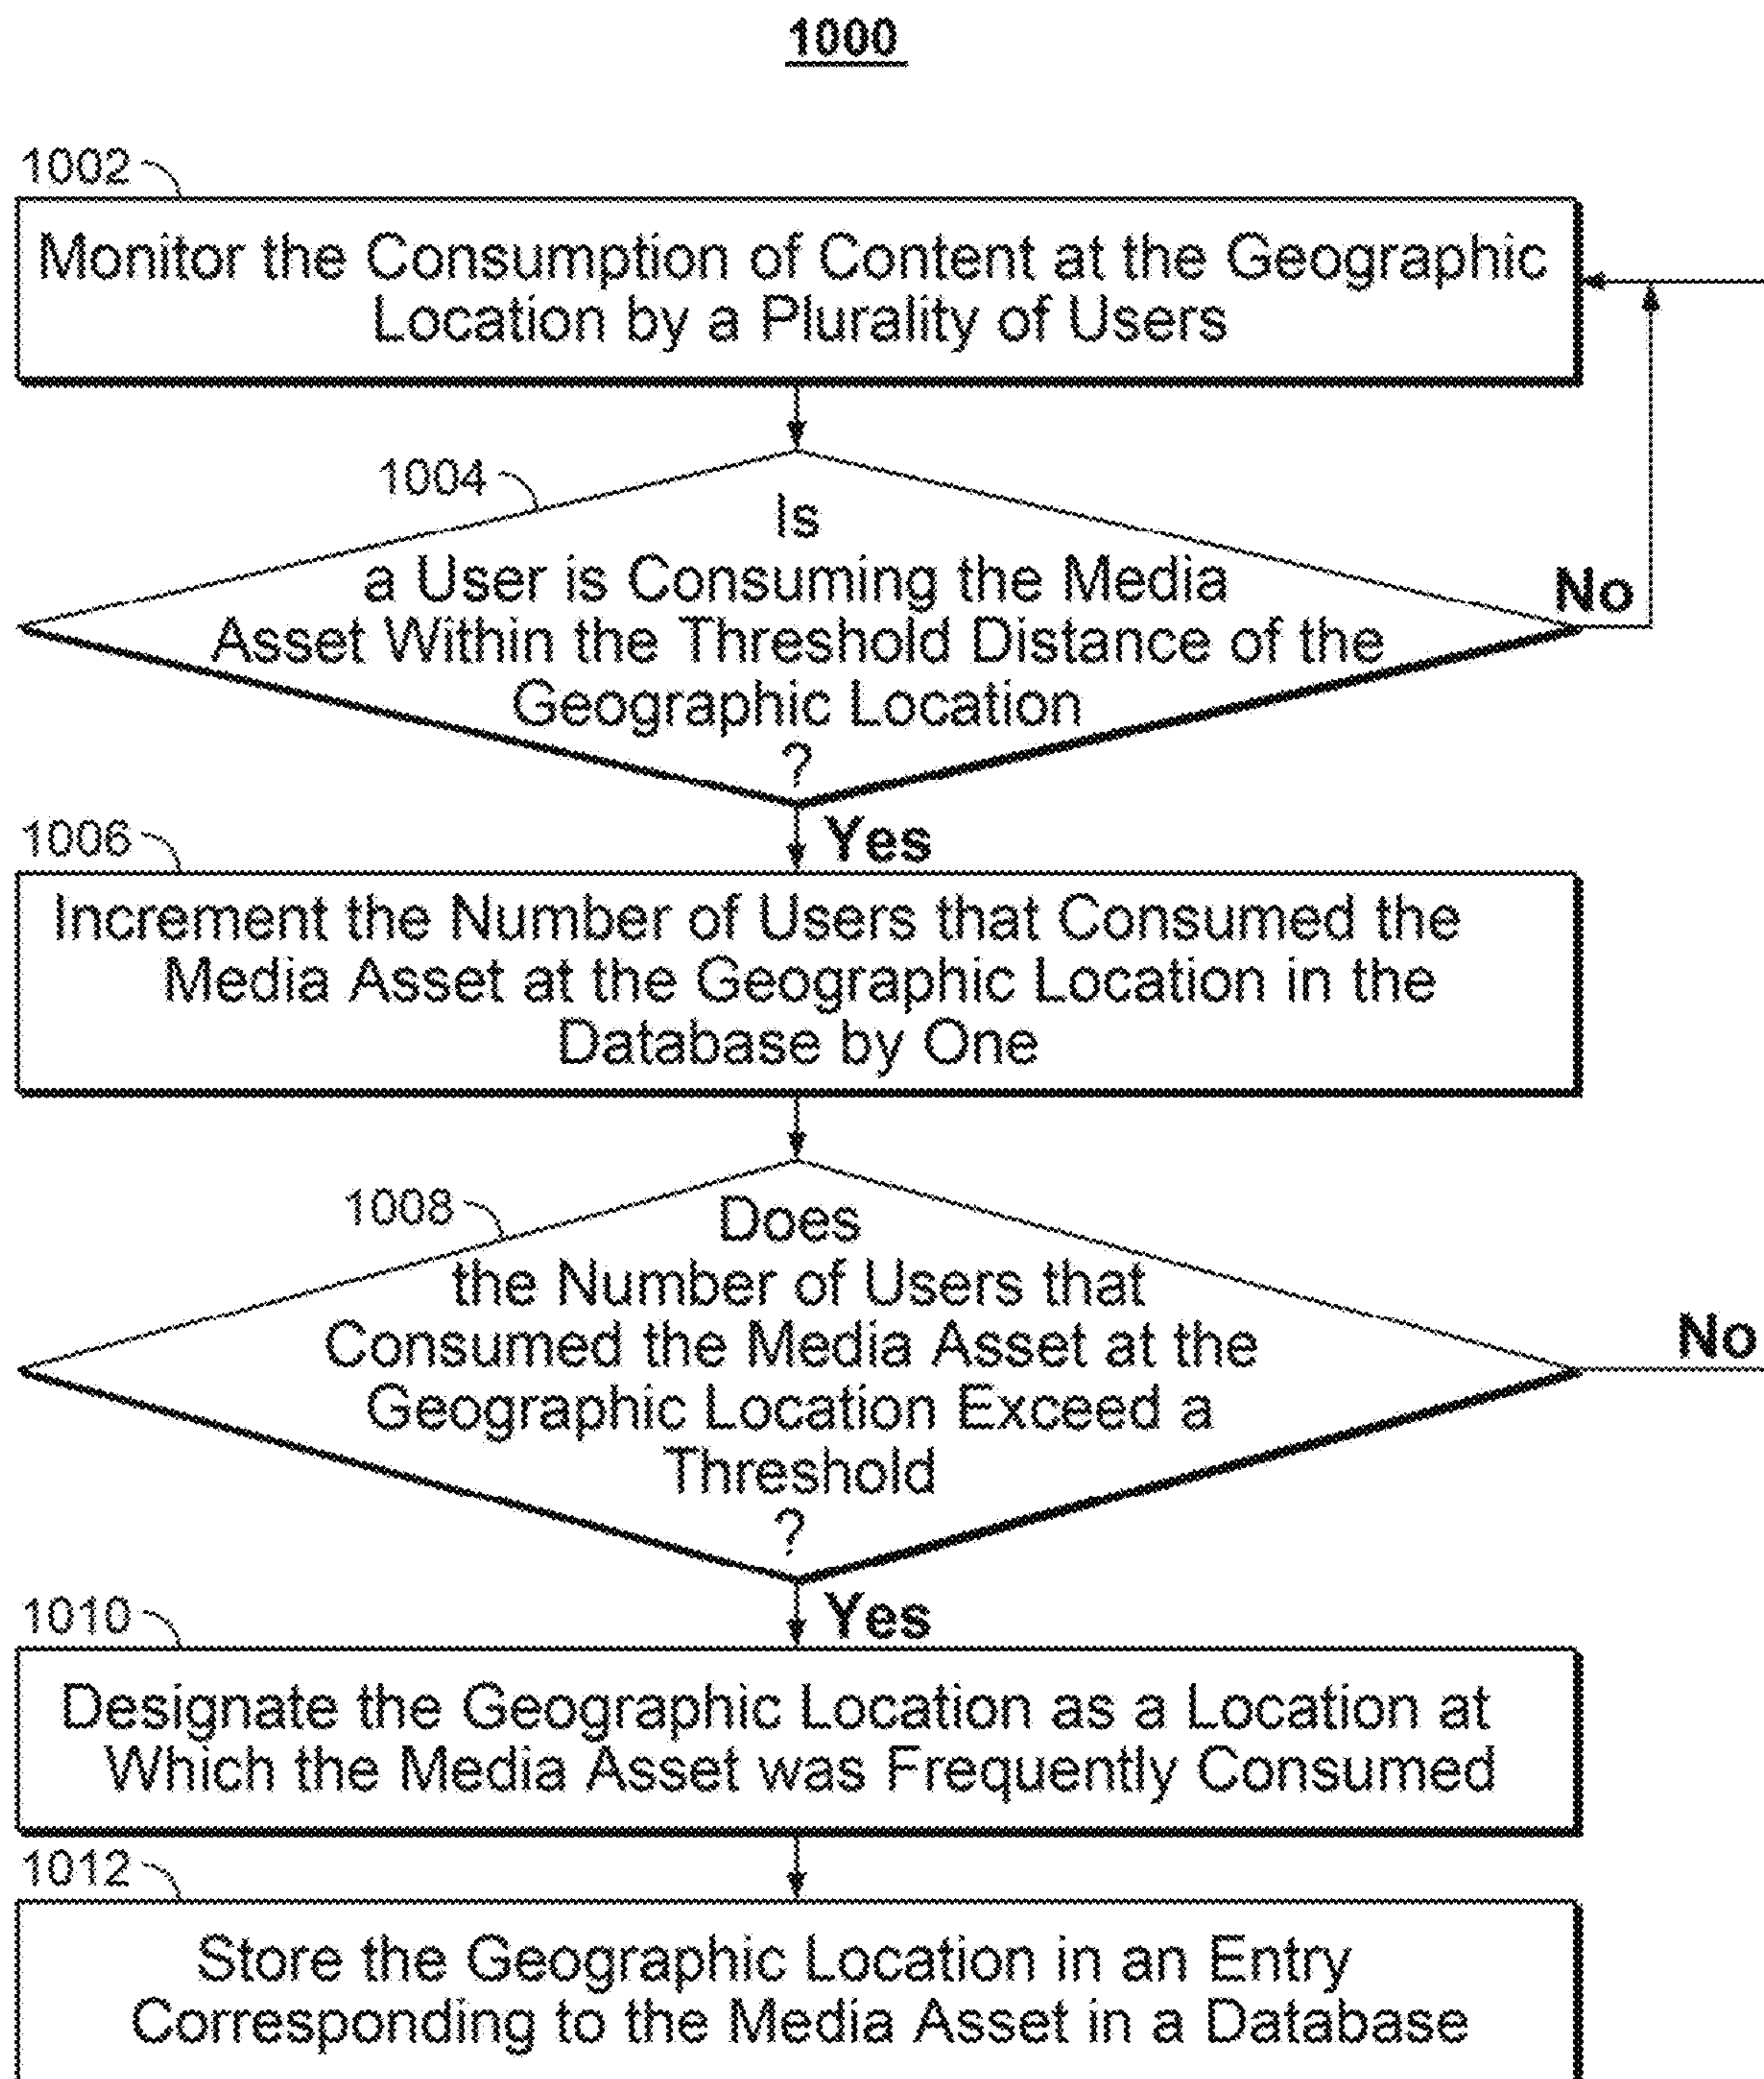 1000
1002
Monitor the Consumption of Content at the Geographic
Location by a Plurality of Users
1004
Is
a User is Consuming the Media
Asset Within the Threshold Distance of the
Geographic Location
?
No
Yes
1006
Increment the Number of Users that Consumed the
Media Asset at the Geographic Location in the
Database by One
1008
Does
the Number of Users that
Consumed the Media Asset at the
Geographic Location Exceed a
Threshold
?
No
Yes
1010
Designate the Geographic Location as a Location at
Which the Media Asset was Frequently Consumed
1012
Store the Geographic Location in an Entry
Corresponding to the Media Asset in a Database